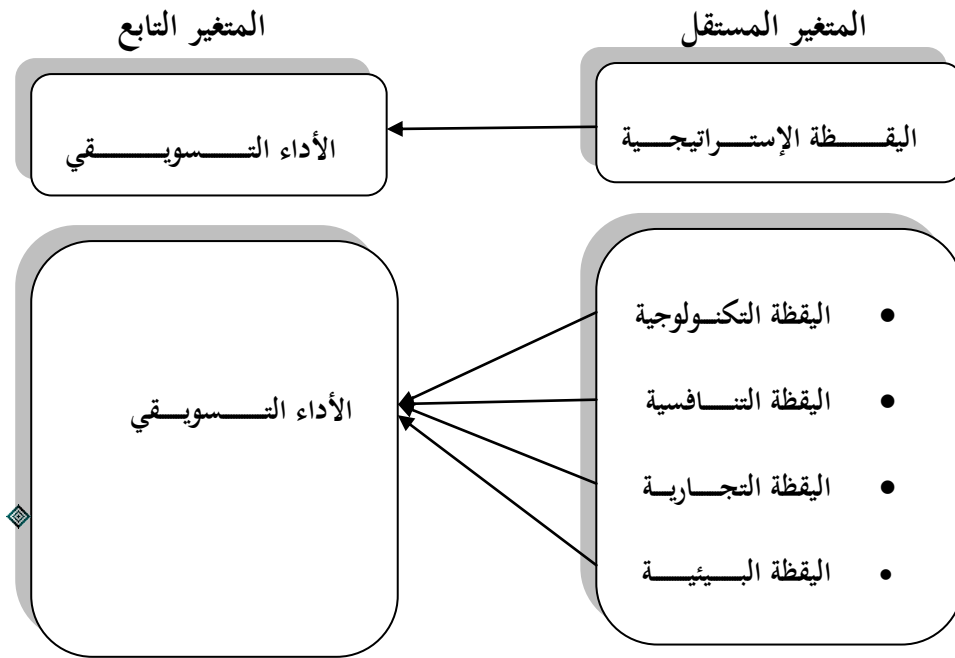 المتغير المستقل
المتغير التابع
اليقظة الإستراتيجية
الأداء التسويقي
• اليقظة التكنولوجية
• اليقظة التنافسية
• اليقظة التجارية
• اليقظة البيئية
الأداء التسويقي